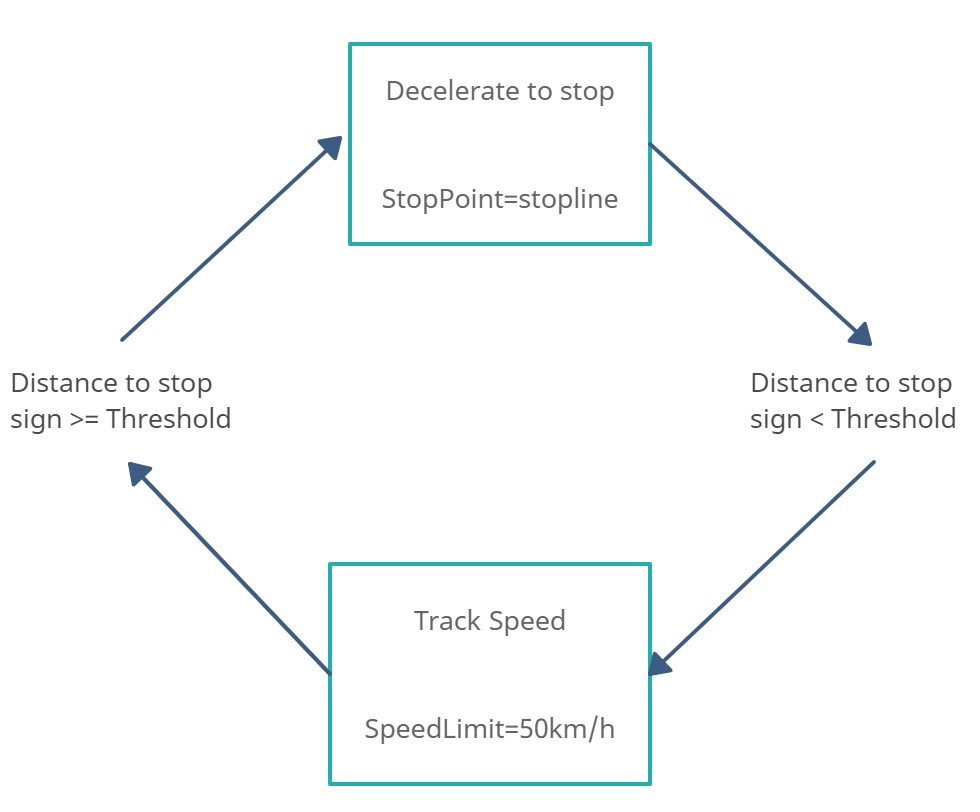 Decelerate to stop
StopPoint=stopline
Distance to stop
sign >= Threshold
Distance to stop
sign < Threshold
Track Speed
SpeedLimit=50km/h